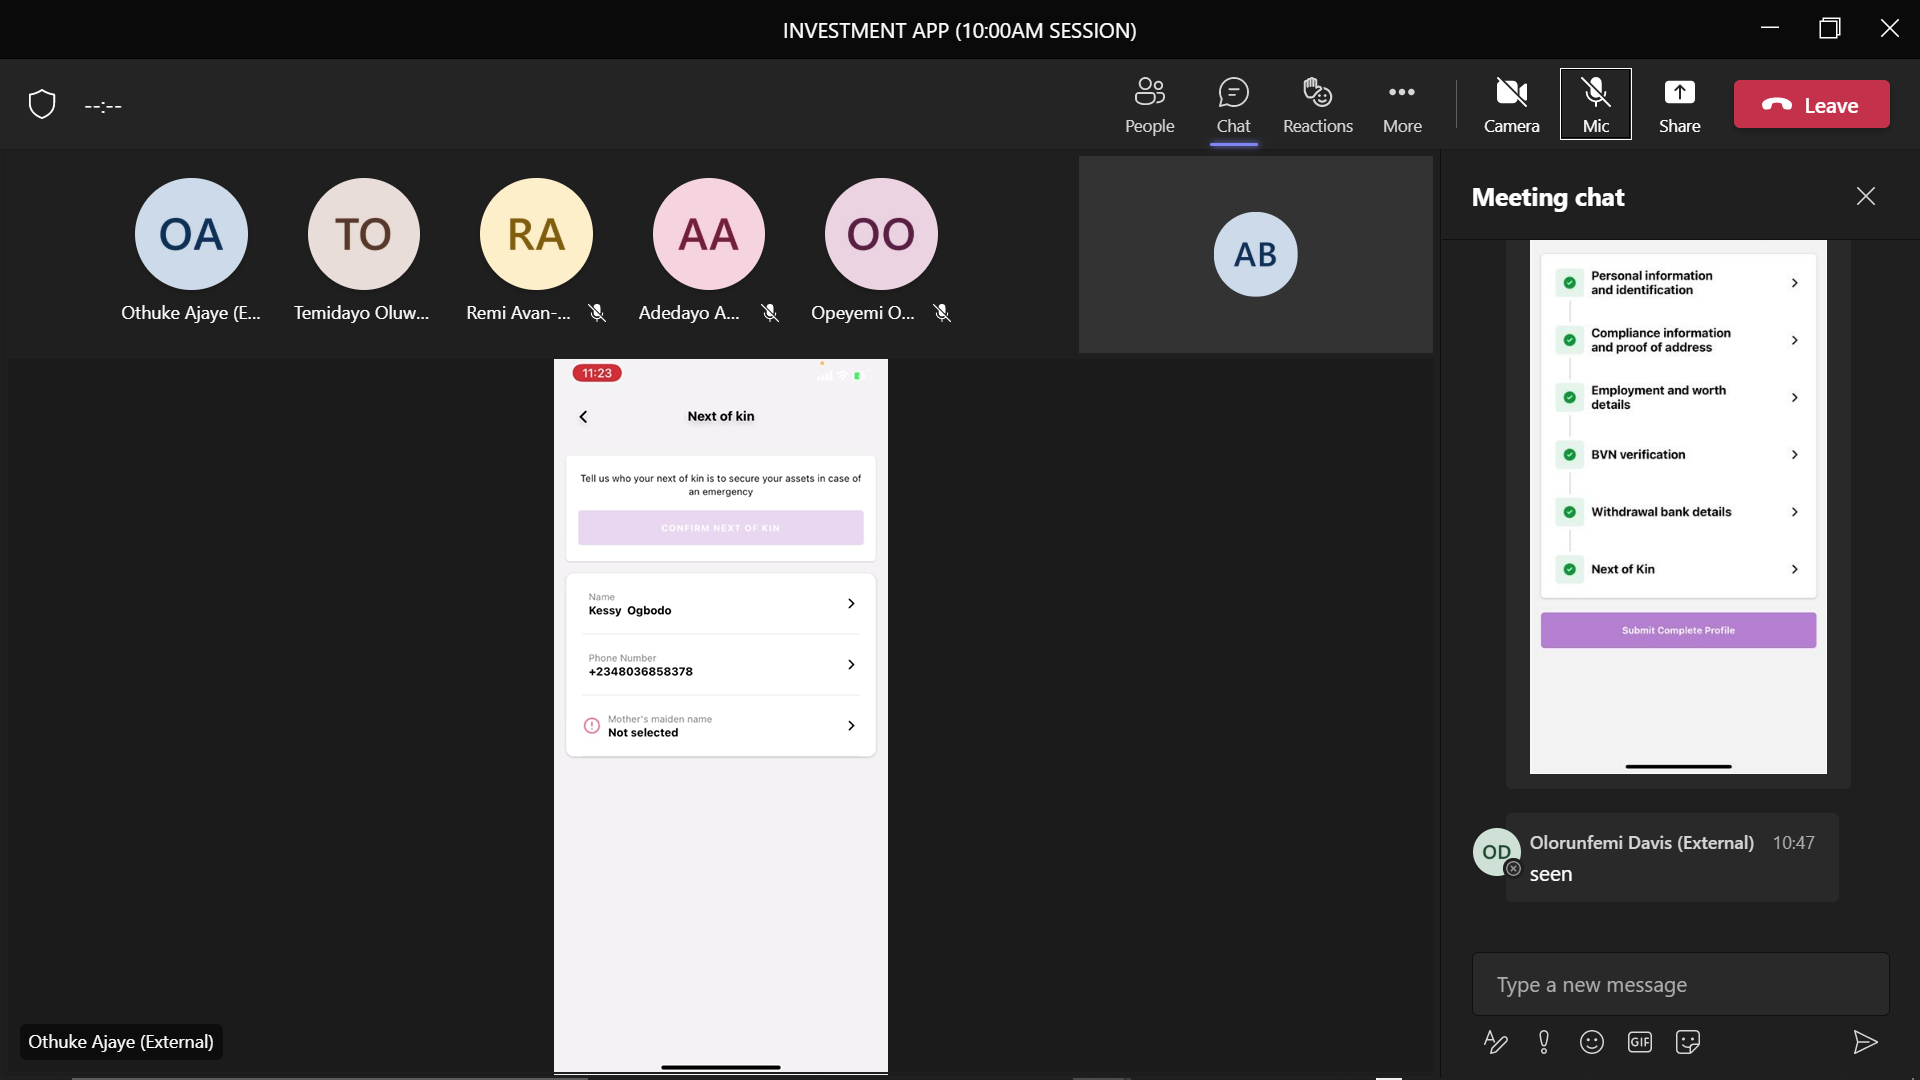 INVESTMENT APP (10:00AM SESSION)
--:--
People
Chat
Reactions
More
Camera
Mic
Share
Leave
OA
TO
RA
AA
OO
AB
Othuke Ajaye (E...
Temidayo Oluw...
Remi Avan-...
Adedayo A...
Opeyemi O...
11:23
Next of kin
Tell us who your next of kin is to secure your assets in case of
an emergency
CONFIRM NEXT OF KIN
Name
Kessy Ogbodo
Phone Number
+2348036858378
Mother's maiden name
Not selected
Othuke Ajaye (External)
Meeting chat
Personal information
and identification
Compliance information
and proof of address
Employment and worth
details
BVN verification
Withdrawal bank details
Next of Kin
Submit Complete Profile
OD
Olorunfemi Davis (External) 10:47
seen
Type a new message
GIF